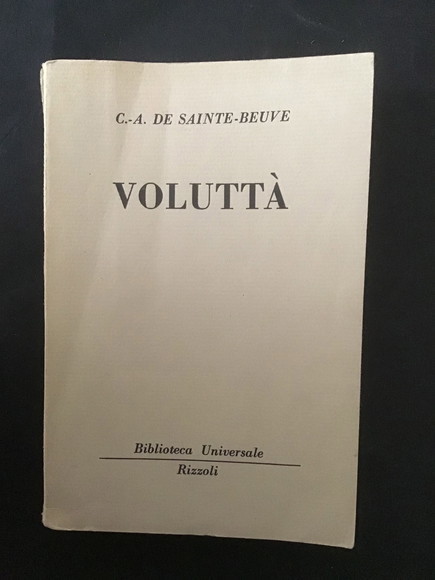 C.-A. DE SAINTE-BEUVE
VOLUTTÀ
Biblioteca Universale
Rizzoli